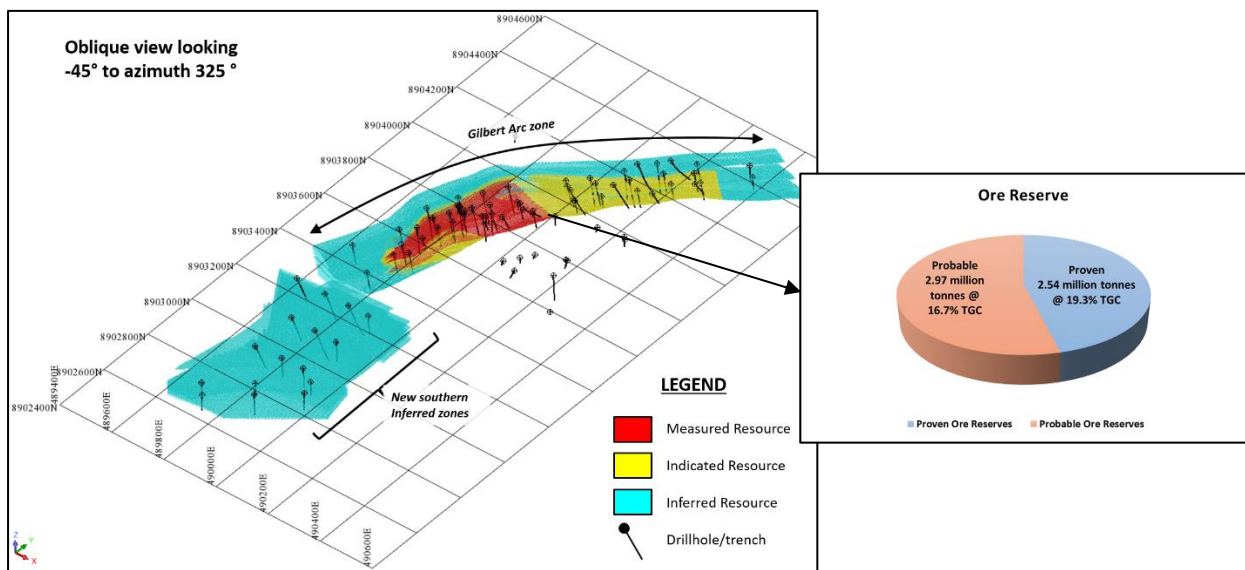 Oblique view looking
-45° to azimuth 325 °
8904600N
8904400N
8904200N
8904000N
8903800N
8903600N
8903400N
8903200N
8903000N
8902800N
8902600N
8902400N
489400E
489600E
489800E
490000E
490200E
490400E
490600E
Gilbert Arc zone
New southern
Inferred zones
LEGEND
Measured Resource
Indicated Resource
Inferred Resource
Drillhole/trench
Z
Y
X
Ore Reserve
Probable
2.97 million
tonnes @
16.7% TGC
Proven
2.54 million tonnes
@ 19.3% TGC
Proven Ore Reserves
Probable Ore Reserves